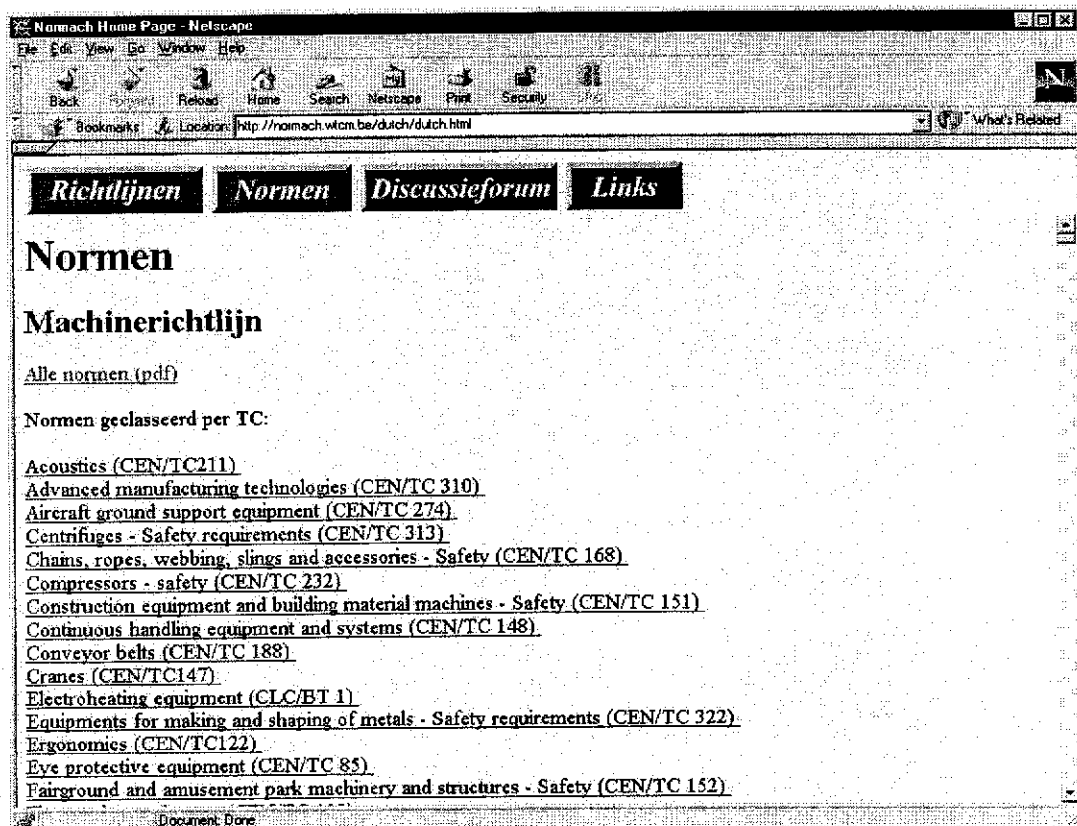 Normach Home Page - Netscape
File Edit View Go Window Help
Back Forward Reload Home Search Netscape Print Security Stop
Bookmarks Location: http://normach.wtcm.be/dutch/dutch.html What's Related
Richtlijnen Normen Discussieforum Links
Normen
Machinerichtlijn
Alle normen (pdf)
Normen geclasseerd per TC:
Acoustics (CEN/TC211)
Advanced manufacturing technologies (CEN/TC 310)
Aircraft ground support equipment (CEN/TC 274)
Centrifuges - Safety requirements (CEN/TC 313)
Chains, ropes, webbing, slings and accessories - Safety (CEN/TC 168)
Compressors - safety (CEN/TC 232)
Construction equipment and building material machines - Safety (CEN/TC 151)
Continuous handling equipment and systems (CEN/TC 148)
Conveyor belts (CEN/TC 188)
Cranes (CEN/TC147)
Electroheating equipment (CLC/BT 1)
Equipments for making and shaping of metals - Safety requirements (CEN/TC 322)
Ergonomics (CEN/TC122)
Eye protective equipment (CEN/TC 85)
Fairground and amusement park machinery and structures - Safety (CEN/TC 152)
Document: Done